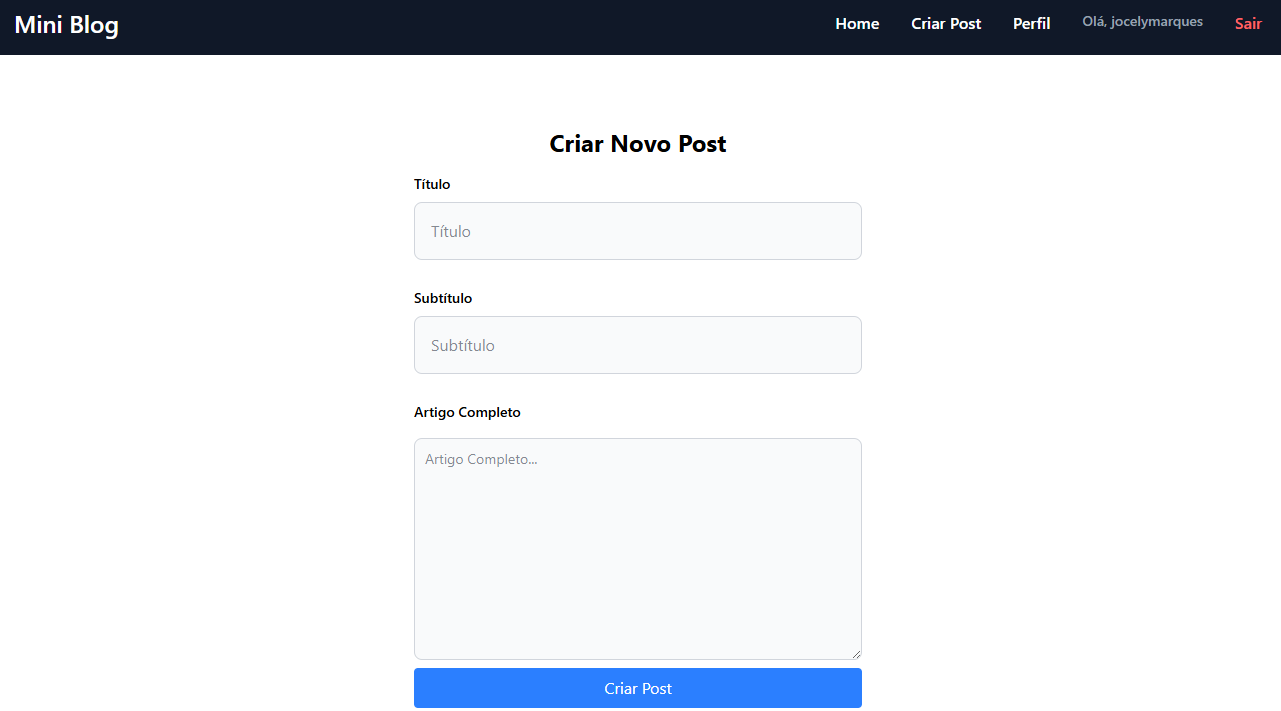 Mini Blog
Home Criar Post Perfil Olá, jocelymarques Sair
Criar Novo Post
Título
Título
Subtítulo
Subtítulo
Artigo Completo
Artigo Completo...
Criar Post